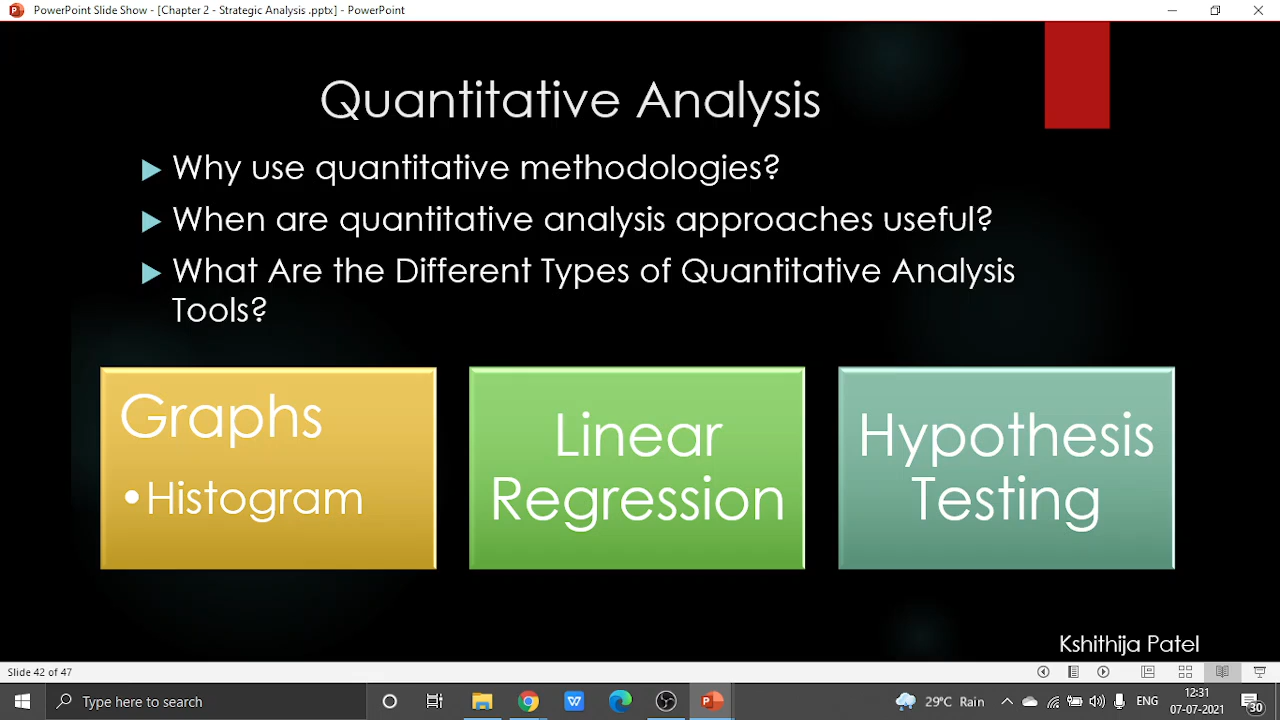 PowerPoint Slide Show - [Chapter 2 - Strategic Analysis .pptx] - PowerPoint
Quantitative Analysis
Why use quantitative methodologies?
When are quantitative analysis approaches useful?
What Are the Different Types of Quantitative Analysis
Tools?
Graphs
•Histogram
Linear
Regression
Hypothesis
Testing
Kshithija Patel
Slide 42 of 47
Type here to search
29°C Rain
ENG
12:31
07-07-2021
30